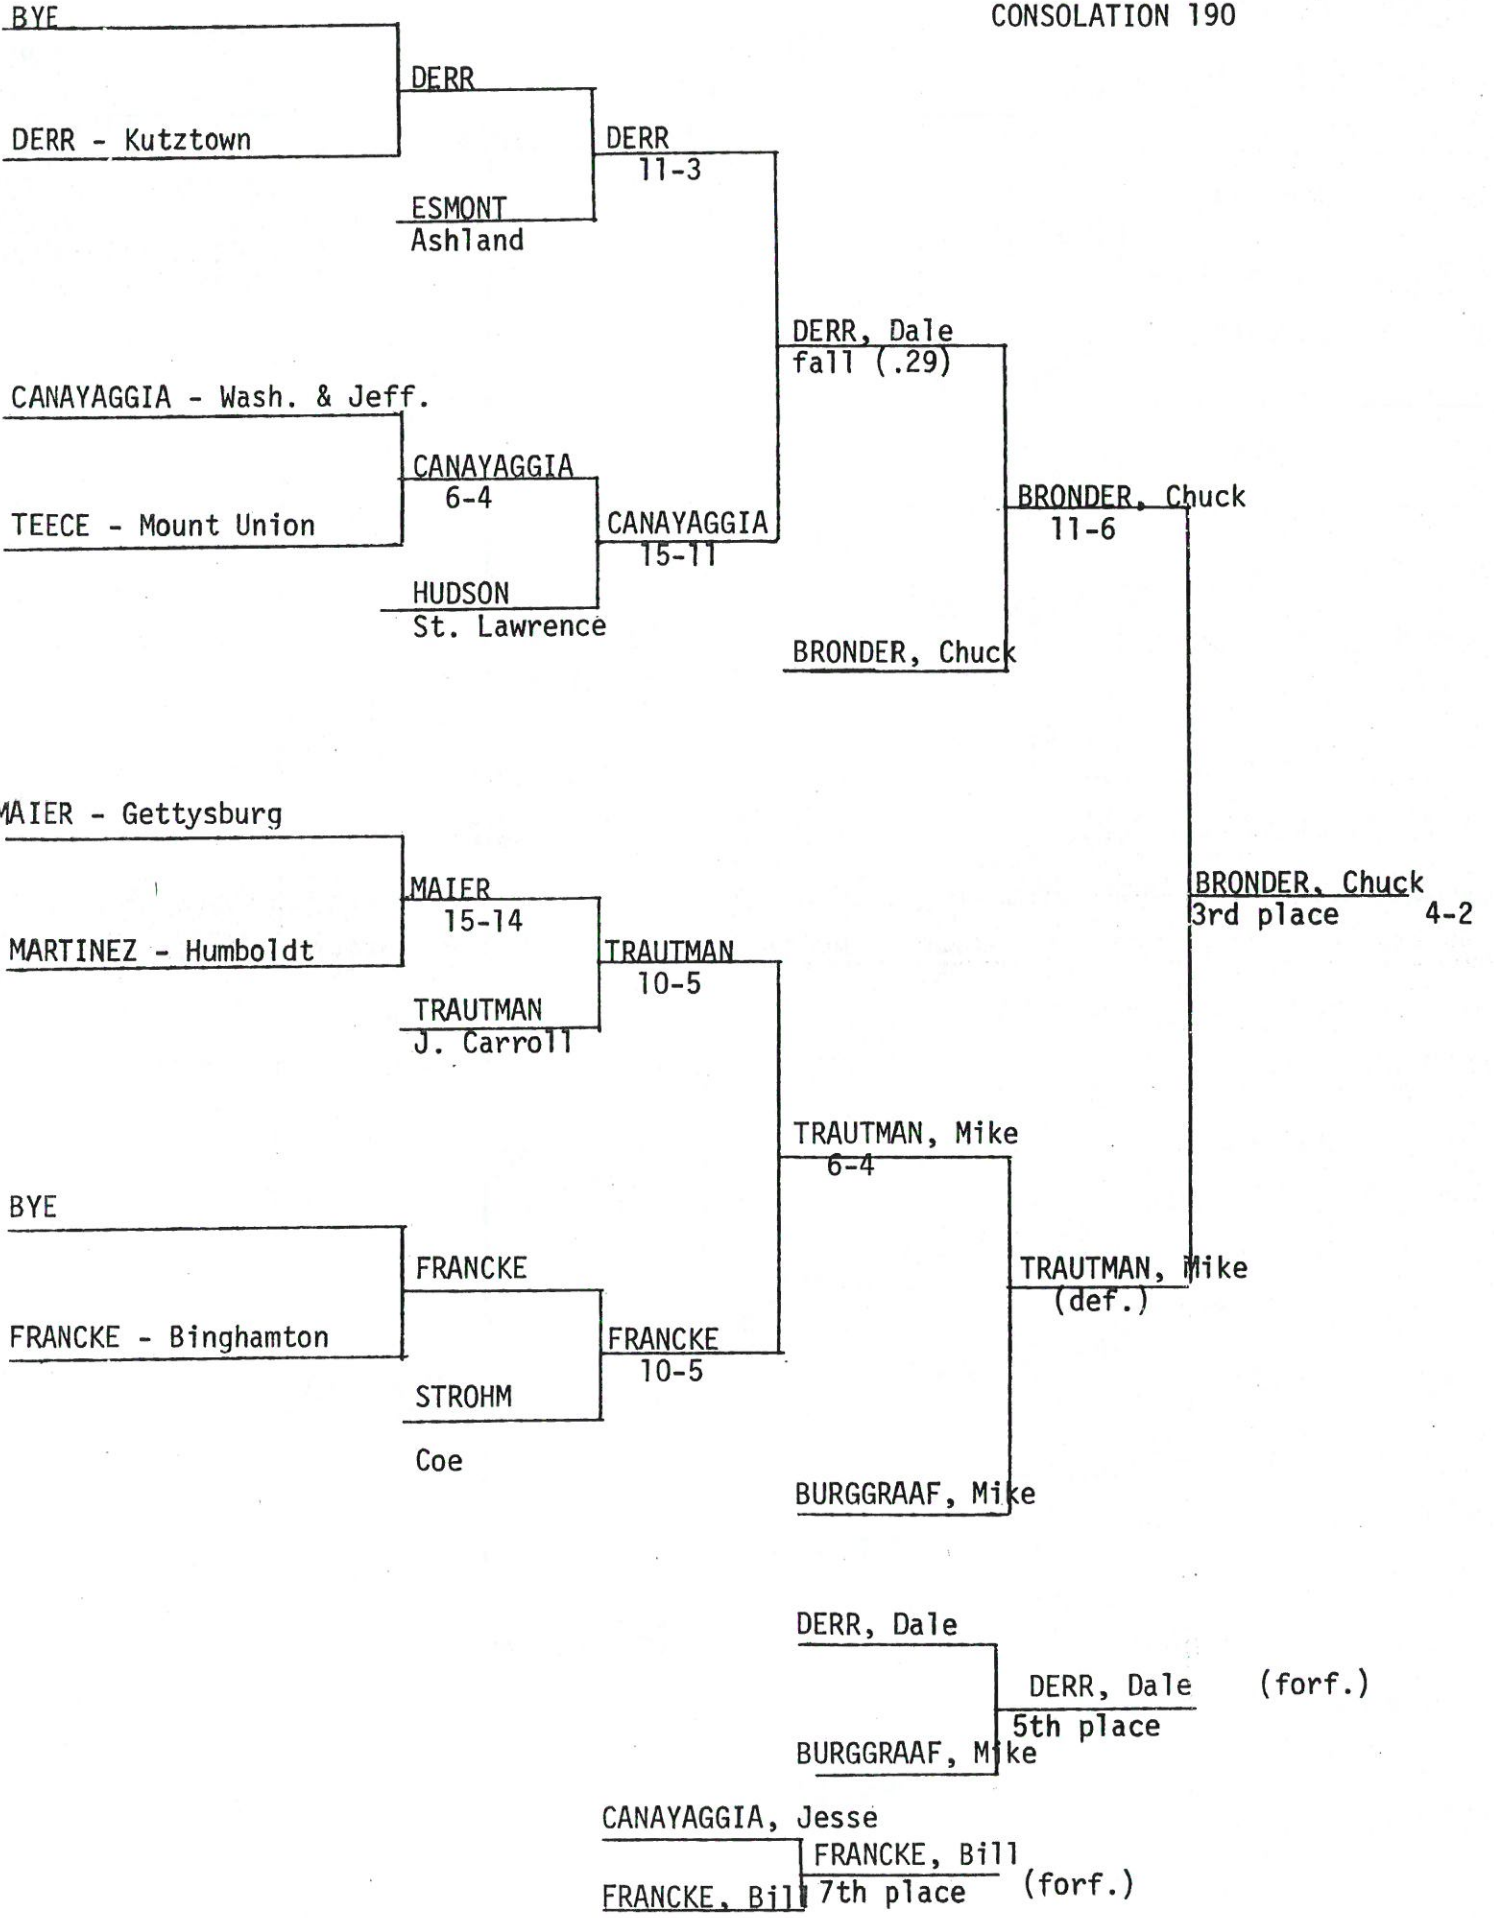 CONSOLATION 190
BYE
DERR
DERR - Kutztown
DERR
11-3
ESMONT
Ashland
DERR, Dale
fall (.29)
CANAYAGGIA - Wash. & Jeff.
CANAYAGGIA
6-4
TEECE - Mount Union
CANAYAGGIA
15-11
HUDSON
St. Lawrence
BRONDER, Chuck
11-6
BRONDER, Chuck
MAIER - Gettysburg
MAIER
15-14
MARTINEZ - Humboldt
TRAUTMAN
10-5
TRAUTMAN
J. Carroll
BRONDER, Chuck
3rd place 4-2
TRAUTMAN, Mike
6-4
BYE
FRANCKE
FRANCKE - Binghamton
FRANCKE
10-5
STROHM
Coe
TRAUTMAN, Mike
(def.)
BURGGRAAF, Mike
DERR, Dale
DERR, Dale (forf.)
5th place
BURGGRAAF, Mike
CANAYAGGIA, Jesse
FRANCKE, Bill
7th place (forf.)
FRANCKE, Bill